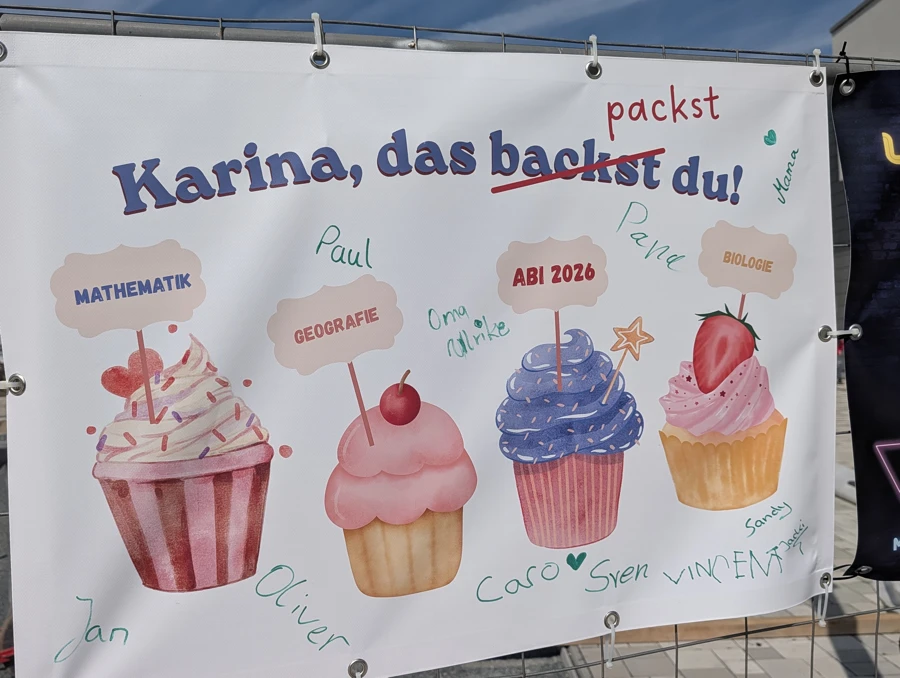 packst
Karina, das backst du!
Mama
Paul
Papa
MATHEMATIK
GEOGRAFIE
ABI 2026
BIOLOGIE
Oma
Ulrike
Sandy
Jan
Oliver
Caro ♥ Sven
VINCENT